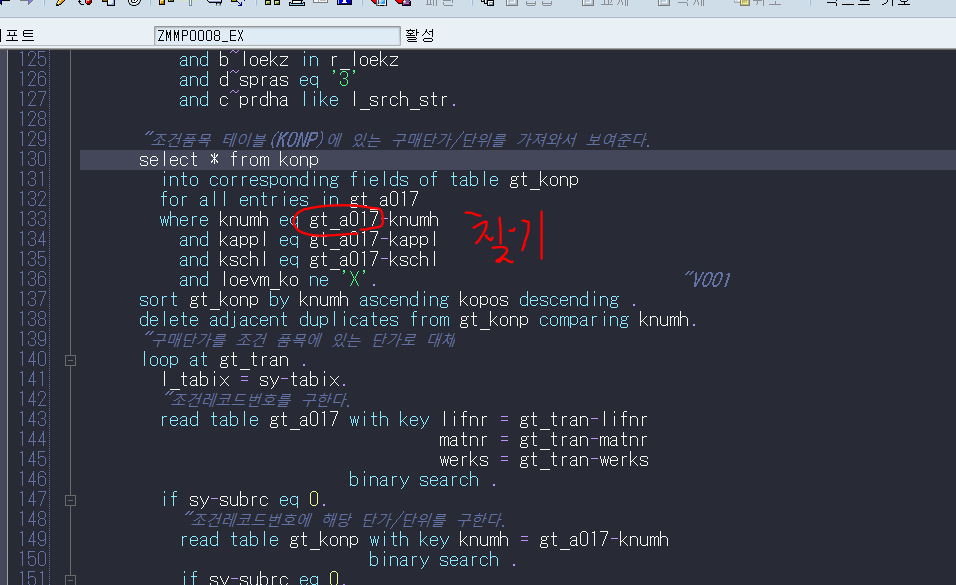 리포트 ZMMP0008_EX 활성
125 and b~loekz in r_loekz
126 and d~spras eq '3'
127 and c~prdha like l_srch_str.
128
129 "조건품목 테이블(KONP)에 있는 구매단가/단위를 가져와서 보여준다.
130 select * from konp
131 into corresponding fields of table gt_konp
132 for all entries in gt_a017
133 where knumh eq gt_a017-knumh
찾기
134 and kappl eq gt_a017-kappl
135 and kschl eq gt_a017-kschl
136 and loevm_ko ne 'X'. "V001
137 sort gt_konp by knumh ascending kopos descending .
138 delete adjacent duplicates from gt_konp comparing knumh.
139 "구매단가를 조건 품목에 있는 단가로 대체
140 loop at gt_tran .
141 l_tabix = sy-tabix.
142 "조건레코드번호를 구한다.
143 read table gt_a017 with key lifnr = gt_tran-lifnr
144 matnr = gt_tran-matnr
145 werks = gt_tran-werks
146 binary search .
147 if sy-subrc eq 0.
148 "조건레코드번호에 해당 단가/단위를 구한다.
149 read table gt_konp with key knumh = gt_a017-knumh
150 binary search .
151 if sy-subrc eq 0.